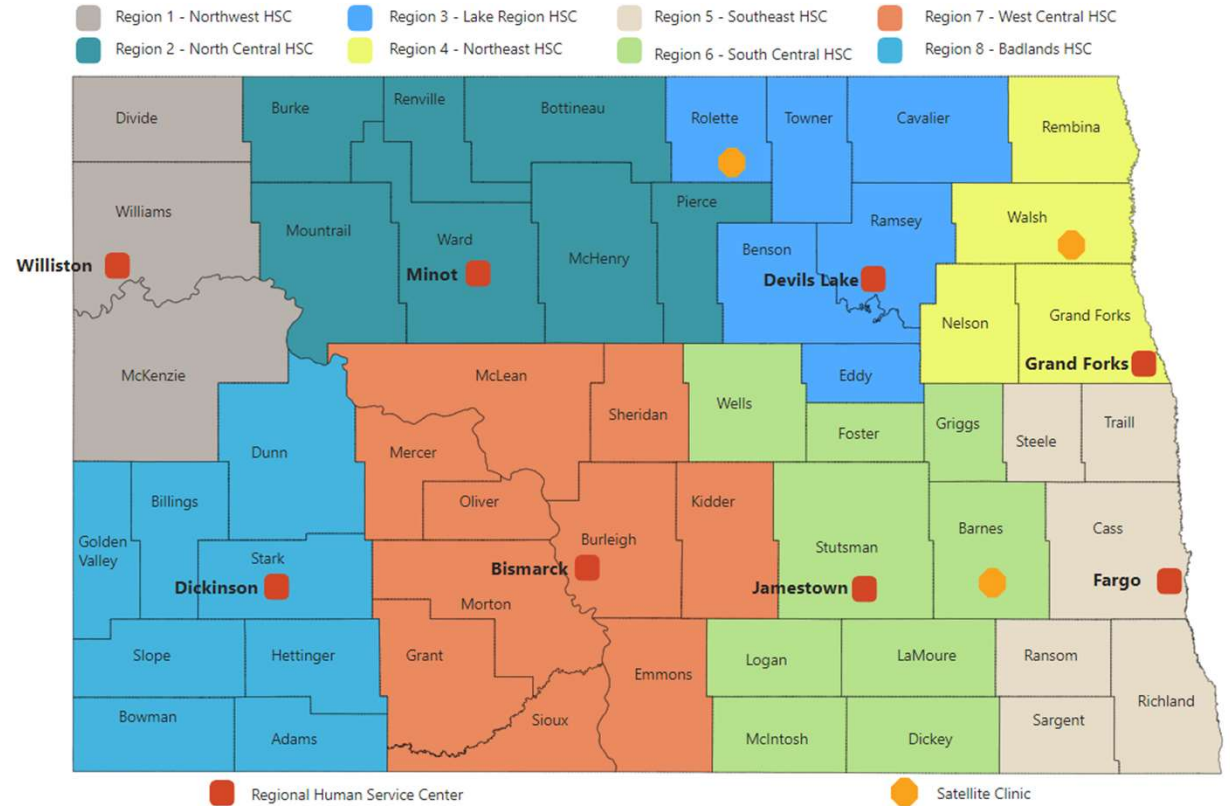 Region 1 - Northwest HSC
Region 3 - Lake Region HSC
Region 5 - Southeast HSC
Region 7 - West Central HSC
Region 2 - North Central HSC
Region 4 - Northeast HSC
Region 6 - South Central HSC
Region 8 - Badlands HSC
Divide
Burke
Renville
Bottineau
Rolette
Towner
Cavalier
Rembina
Williams
Mountrail
Ward
McHenry
Pierce
Benson
Ramsey
Walsh
Williston
Minot
Devils Lake
Nelson
Grand Forks
Grand Forks
McKenzie
McLean
Sheridan
Wells
Eddy
Foster
Griggs
Steele
Traill
Dunn
Mercer
Oliver
Billings
Golden
Valley
Stark
Dickinson
Burleigh
Bismarck
Kidder
Stutsman
Jamestown
Barnes
Cass
Fargo
Morton
Slope
Hettinger
Grant
Emmons
Logan
LaMoure
Ransom
Richland
Bowman
Adams
Sioux
McIntosh
Dickey
Sargent
Regional Human Service Center
Satellite Clinic